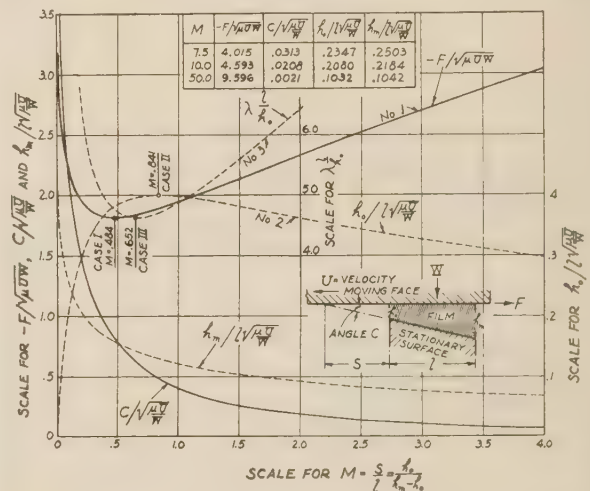 M -F/√μUW C/√μU/W h₀/l√μU/W hₘ/l√μU/W
7.5 4.015 .0313 .2347 .2503
10.0 4.593 .0208 .2080 .2184
50.0 9.596 .0021 .1032 .1042
3.5
3.0
2.5
2.0
1.5
1.0
.5
0
SCALE FOR -F/√μUW, C/√μU/W AND hₘ/l√μU/W
λ l/h₀
No 3
No 1
-F/√μUW
6.0
5.0
4.0
SCALE FOR λ l/h₀
M=.841
CASE II
CASE I
M=.484
M=.652
CASE III
No 2
h₀/l√μU/W
.4
.3
.2
.1
SCALE FOR h₀/l√μU/W
U=VELOCITY
MOVING FACE
W
F
FILM
ANGLE C
STATIONARY
SURFACE
S
l
hₘ/l√μU/W
C/√μU/W
0 .5 1.0 1.5 2.0 2.5 3.0 3.5 4.0
SCALE FOR M = S/l = h₀/hₘ-h₀